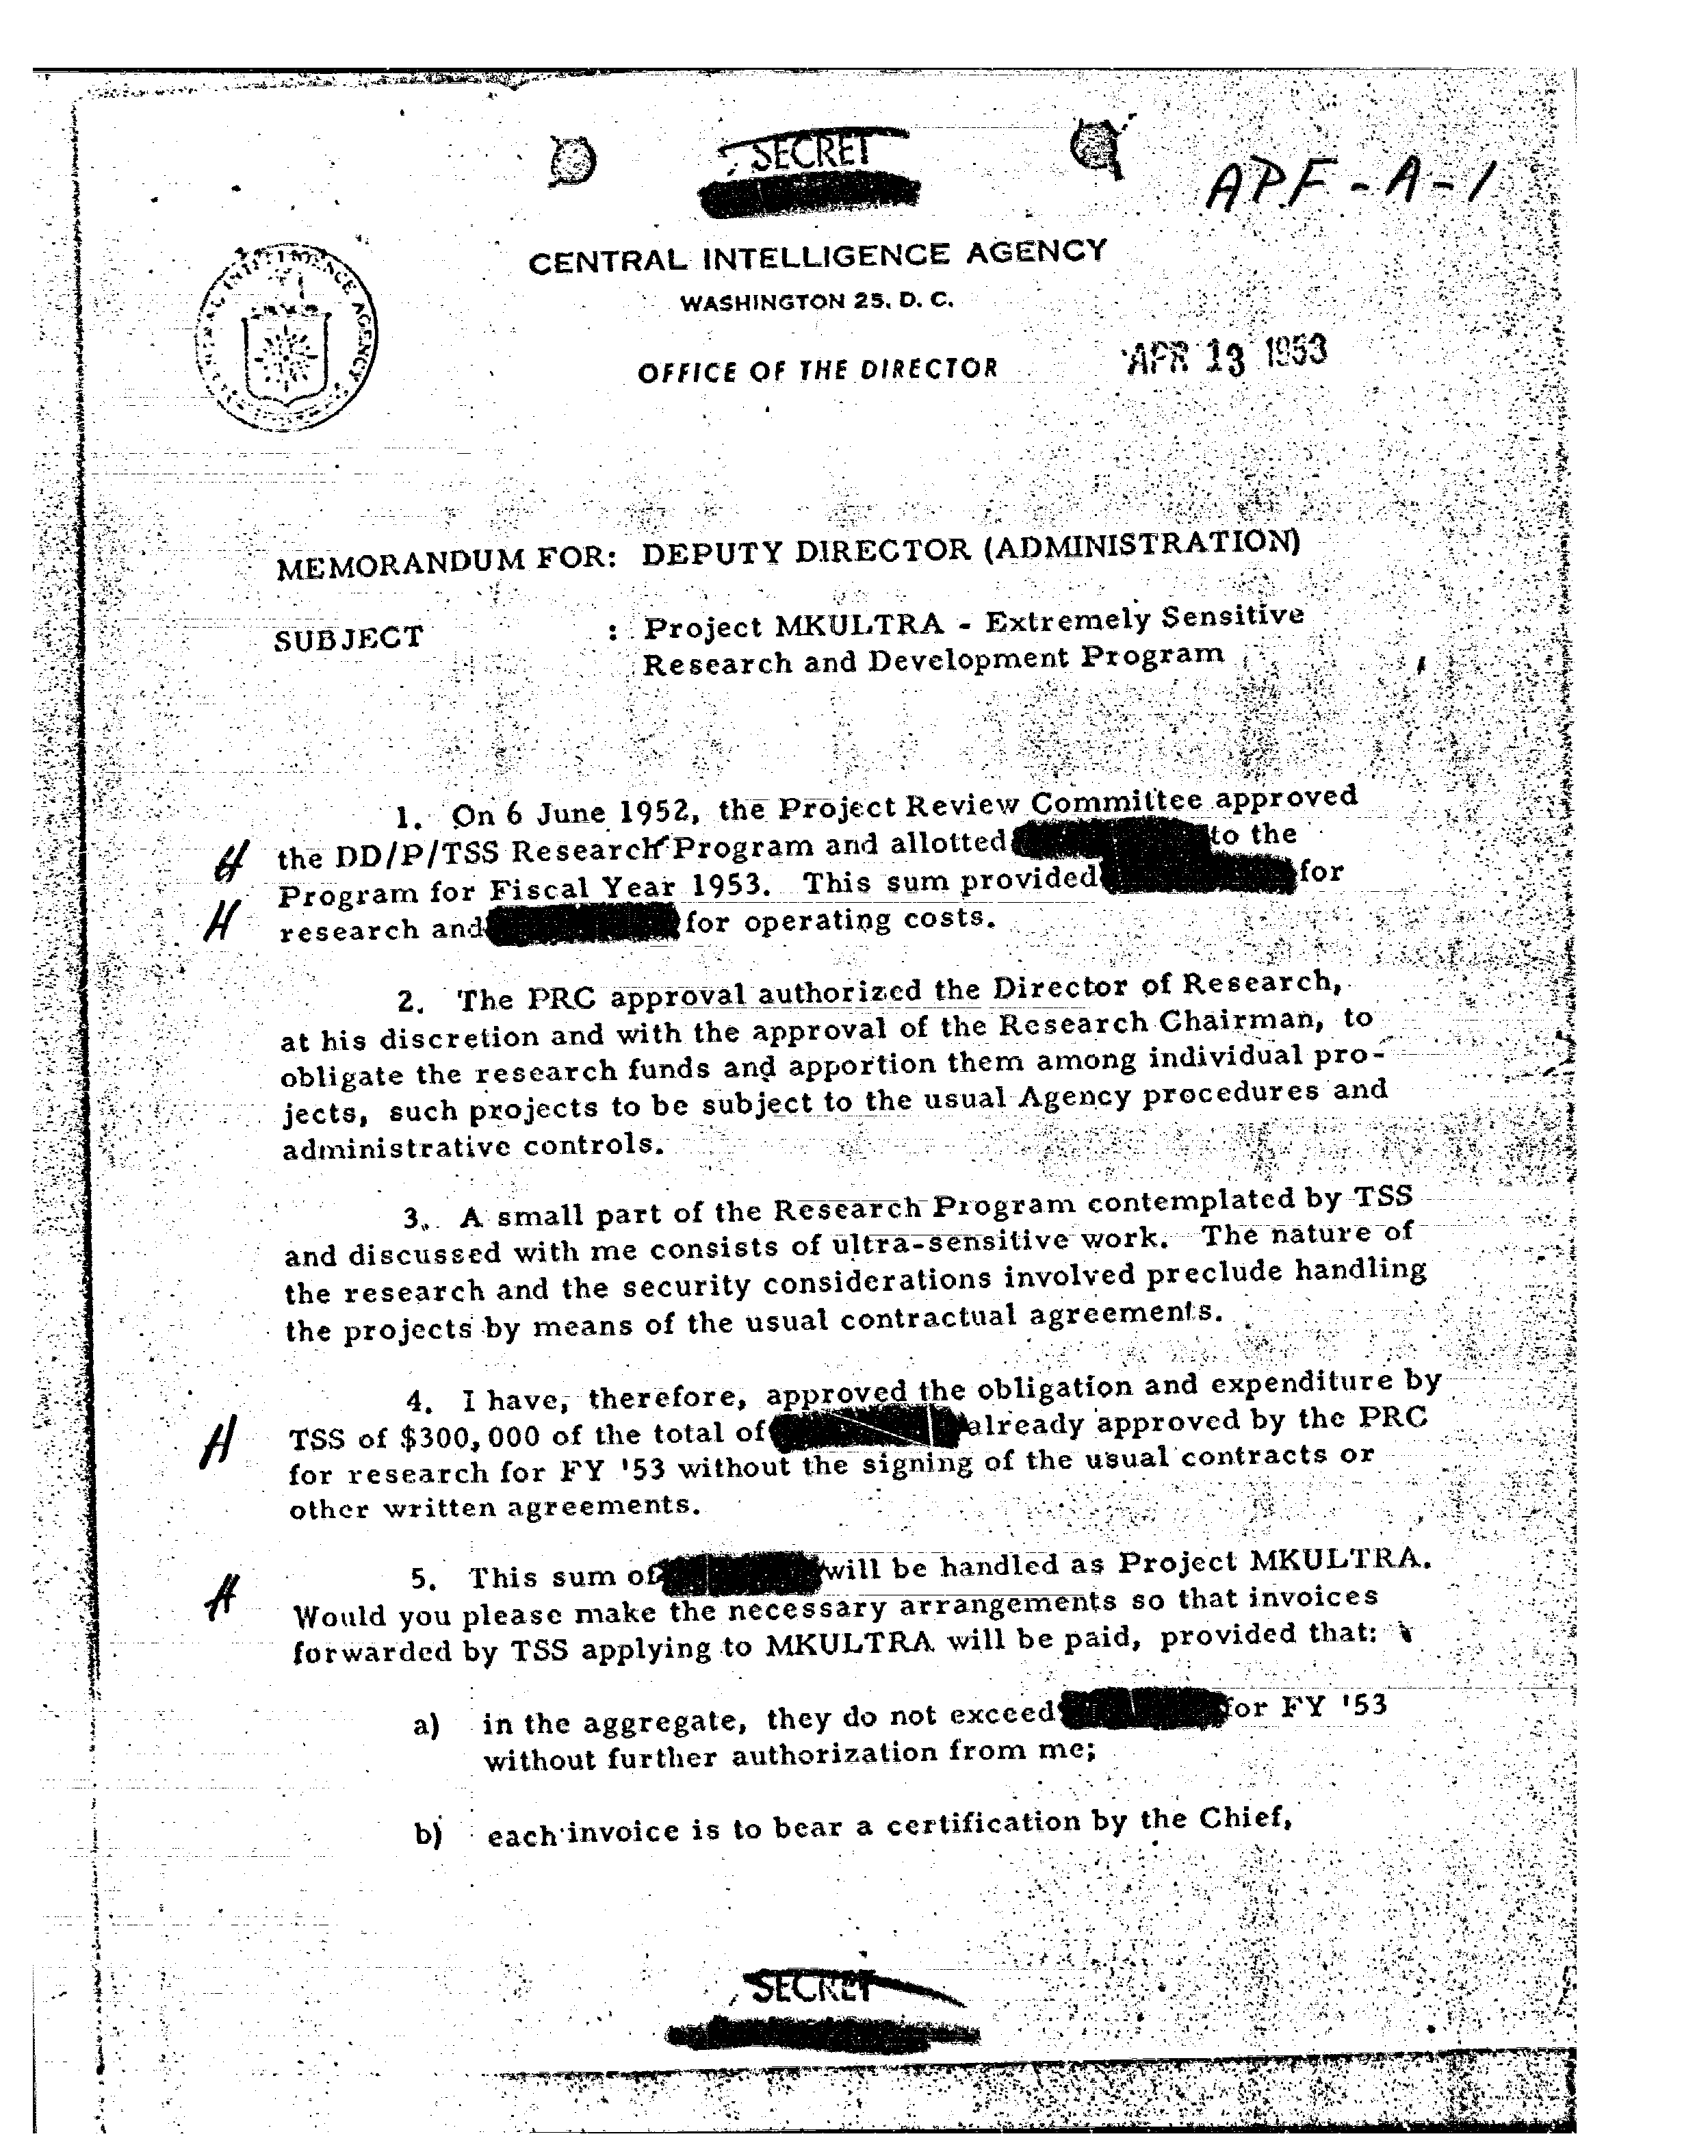 SECRET
APF-A-1
CENTRAL INTELLIGENCE AGENCY
WASHINGTON 25, D. C.
OFFICE OF THE DIRECTOR
APR 13 1953
MEMORANDUM FOR: DEPUTY DIRECTOR (ADMINISTRATION)
SUBJECT : Project MKULTRA - Extremely Sensitive
Research and Development Program
1. On 6 June 1952, the Project Review Committee approved
H the DD/P/TSS Research Program and allotted to the
Program for Fiscal Year 1953. This sum provided for
H research and for operating costs.
2. The PRC approval authorized the Director of Research,
at his discretion and with the approval of the Research Chairman, to
obligate the research funds and apportion them among individual pro-
jects, such projects to be subject to the usual Agency procedures and
administrative controls.
3. A small part of the Research Program contemplated by TSS
and discussed with me consists of ultra-sensitive work. The nature of
the research and the security considerations involved preclude handling
the projects by means of the usual contractual agreements.
4. I have, therefore, approved the obligation and expenditure by
H TSS of $300,000 of the total of already approved by the PRC
for research for FY '53 without the signing of the usual contracts or
other written agreements.
5. This sum of will be handled as Project MKULTRA.
H Would you please make the necessary arrangements so that invoices
forwarded by TSS applying to MKULTRA will be paid, provided that:
a) in the aggregate, they do not exceed for FY '53
without further authorization from me;
b) each invoice is to bear a certification by the Chief,
SECRET